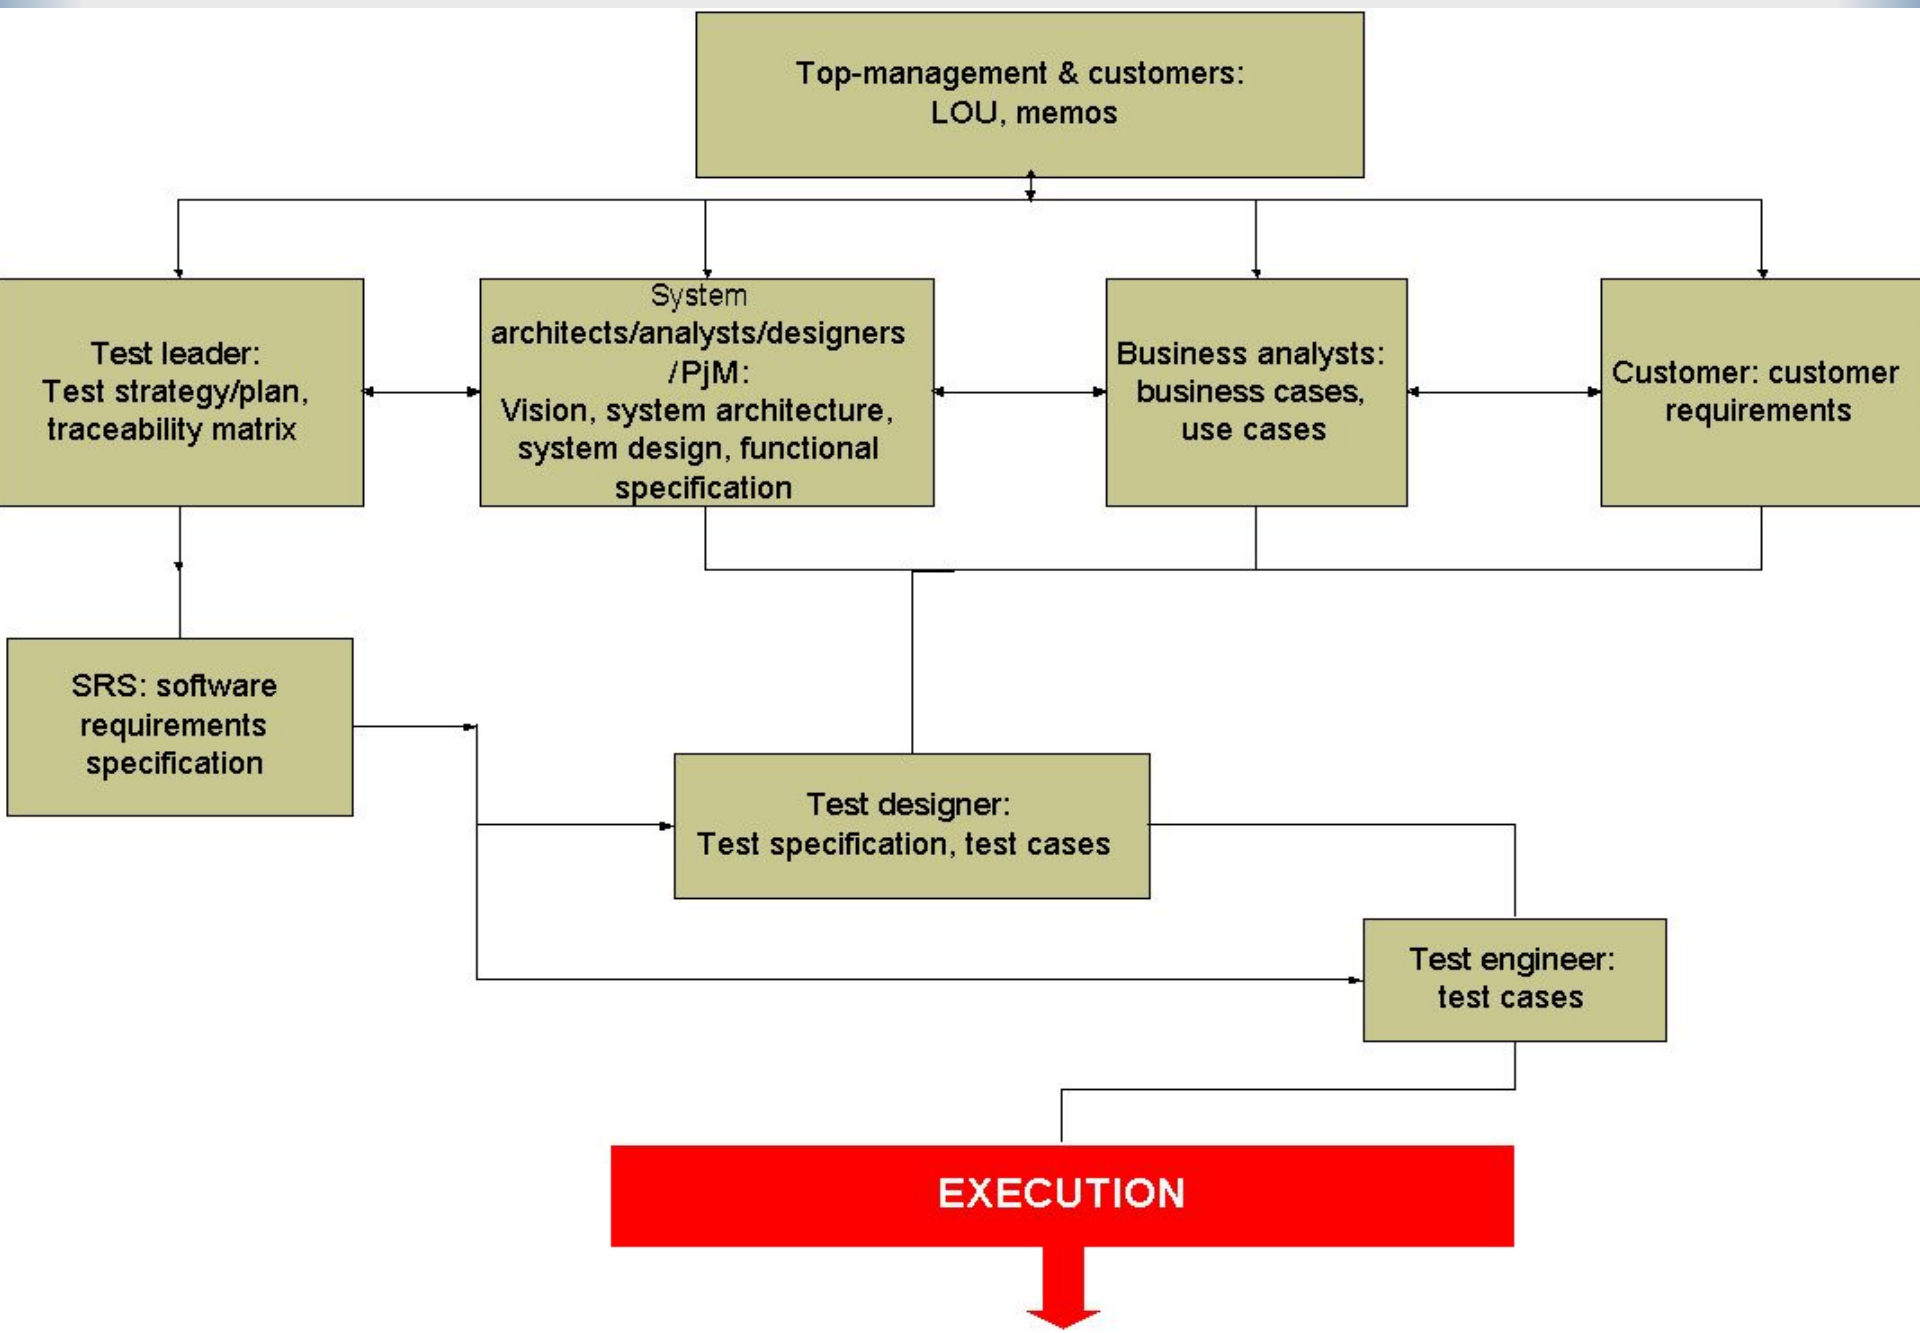 Top-management & customers:
LOU, memos
Test leader:
Test strategy/plan,
traceability matrix
System
architects/analysts/designers
/PjM:
Vision, system architecture,
system design, functional
specification
Business analysts:
business cases,
use cases
Customer: customer
requirements
SRS: software
requirements
specification
Test designer:
Test specification, test cases
Test engineer:
test cases
EXECUTION